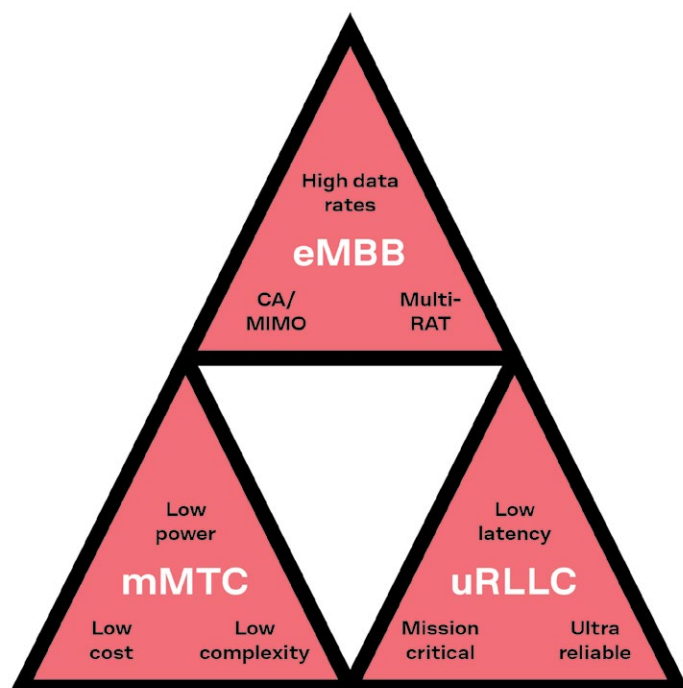 High data
rates
eMBB
CA/
MIMO
Multi-
RAT
Low
power
mMTC
Low
cost
Low
complexity
Low
latency
uRLLC
Mission
critical
Ultra
reliable